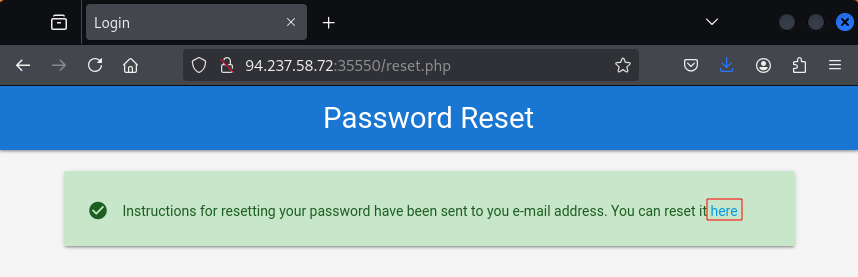 Login
94.237.58.72:35550/reset.php
Password Reset
Instructions for resetting your password have been sent to you e-mail address. You can reset it here